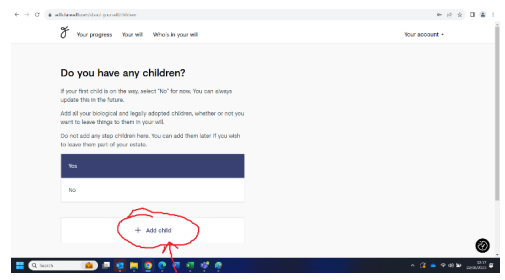 Your progress Your will Who's in your will Your account
Do you have any children?
If your first child is on the way, select "No" for now. You can always
update this in the future.
Add all your biological and legally adopted children, whether or not you
want to leave things to them in your will.
Do not add any step children here. You can add them later if you wish
to leave them part of your estate.
Yes
No
+ Add child
Search